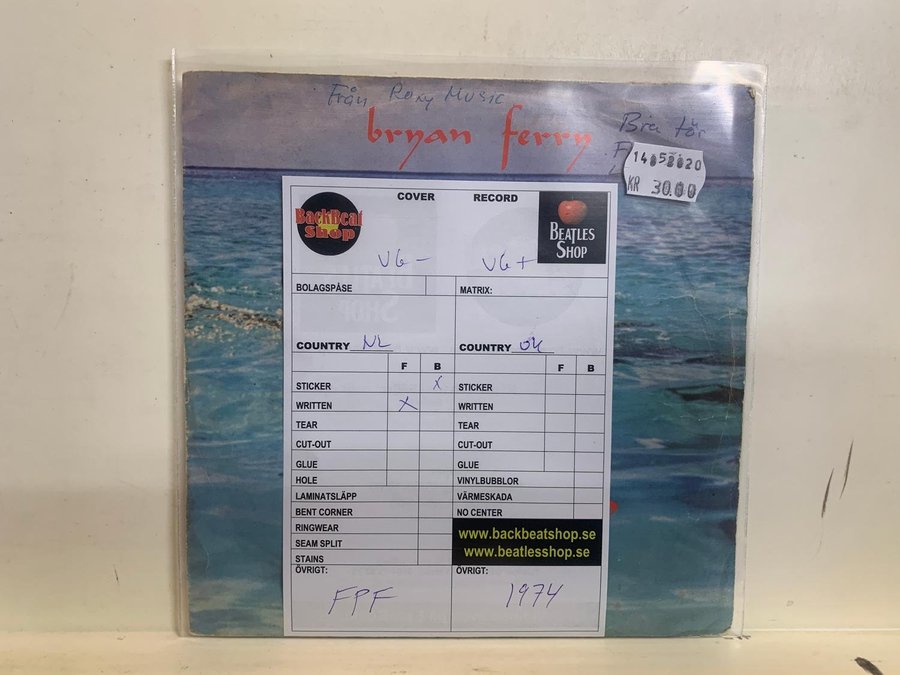 Från Roxy Music
bryan ferry
Bra för
14052020
KR 30.00
COVER
RECORD
BackBeat
Shop
BEATLES
SHOP
VG-
VG+
BOLAGSPÅSE
MATRIX:
COUNTRY NL
COUNTRY
F B
F B
STICKER X
STICKER
WRITTEN X
WRITTEN
TEAR
TEAR
CUT-OUT
CUT-OUT
GLUE
GLUE
HOLE
VINYLBUBBLOR
LAMINATSLÄPP
VÄRMESKADA
BENT CORNER
NO CENTER
RINGWEAR
www.backbeatshop.se
SEAM SPLIT
www.beatlesshop.se
STAINS
ÖVRIGT:
ÖVRIGT:
FPF
1974